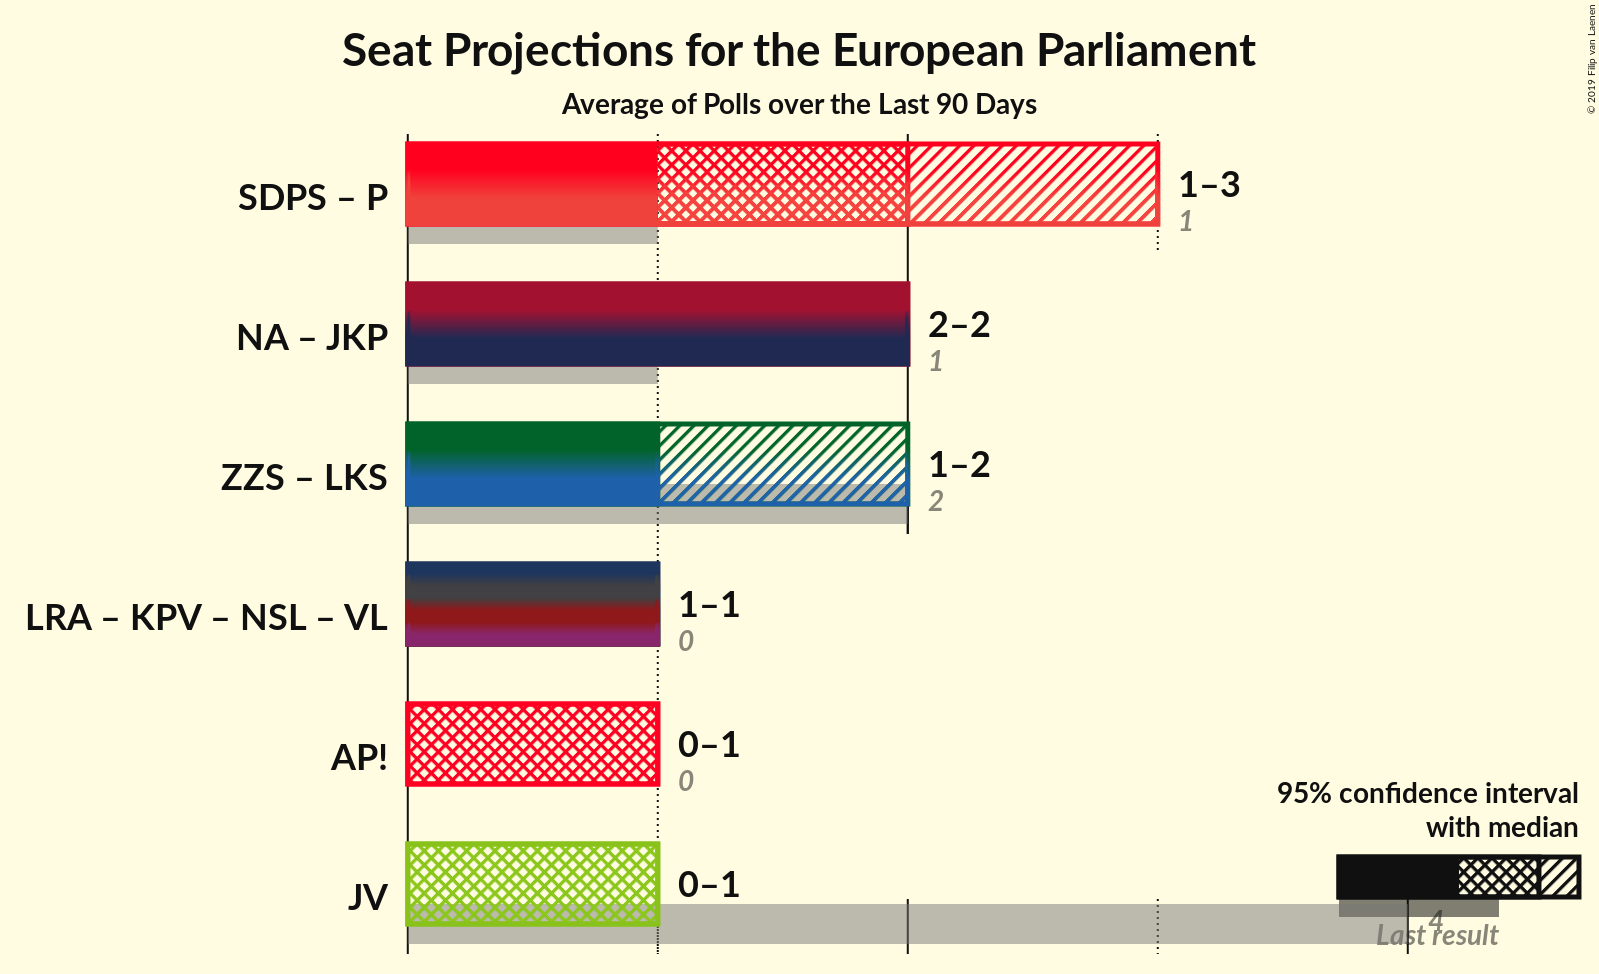 Seat Projections for the European Parliament
Average of Polls over the Last 90 Days
© 2019 Filip van Laenen
SDPS – P
1–3
1
NA – JKP
2–2
1
ZZS – LKS
1–2
2
LRA – KPV – NSL – VL
1–1
0
AP!
0–1
0
JV
0–1
4
95% confidence interval
with median
Last result